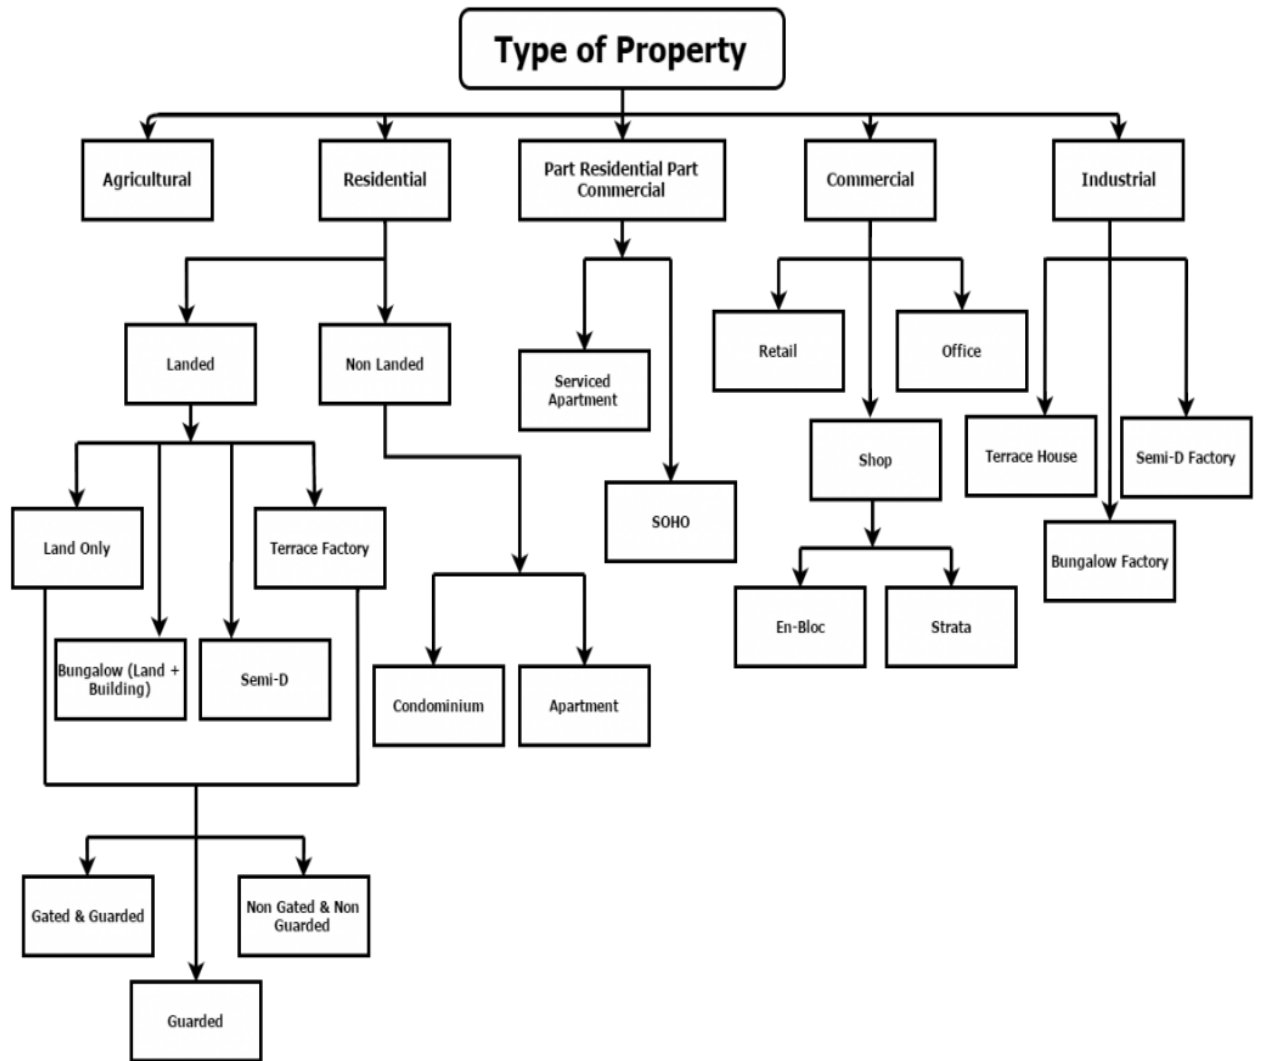 Type of Property
Agricultural
Residential
Part Residential Part
Commercial
Commercial
Industrial
Landed
Non Landed
Serviced
Apartment
SOHO
Retail
Office
Shop
Terrace House
Semi-D Factory
Bungalow Factory
Land Only
Terrace Factory
Bungalow (Land +
Building)
Semi-D
Condominium
Apartment
En-Bloc
Strata
Gated & Guarded
Non Gated & Non
Guarded
Guarded